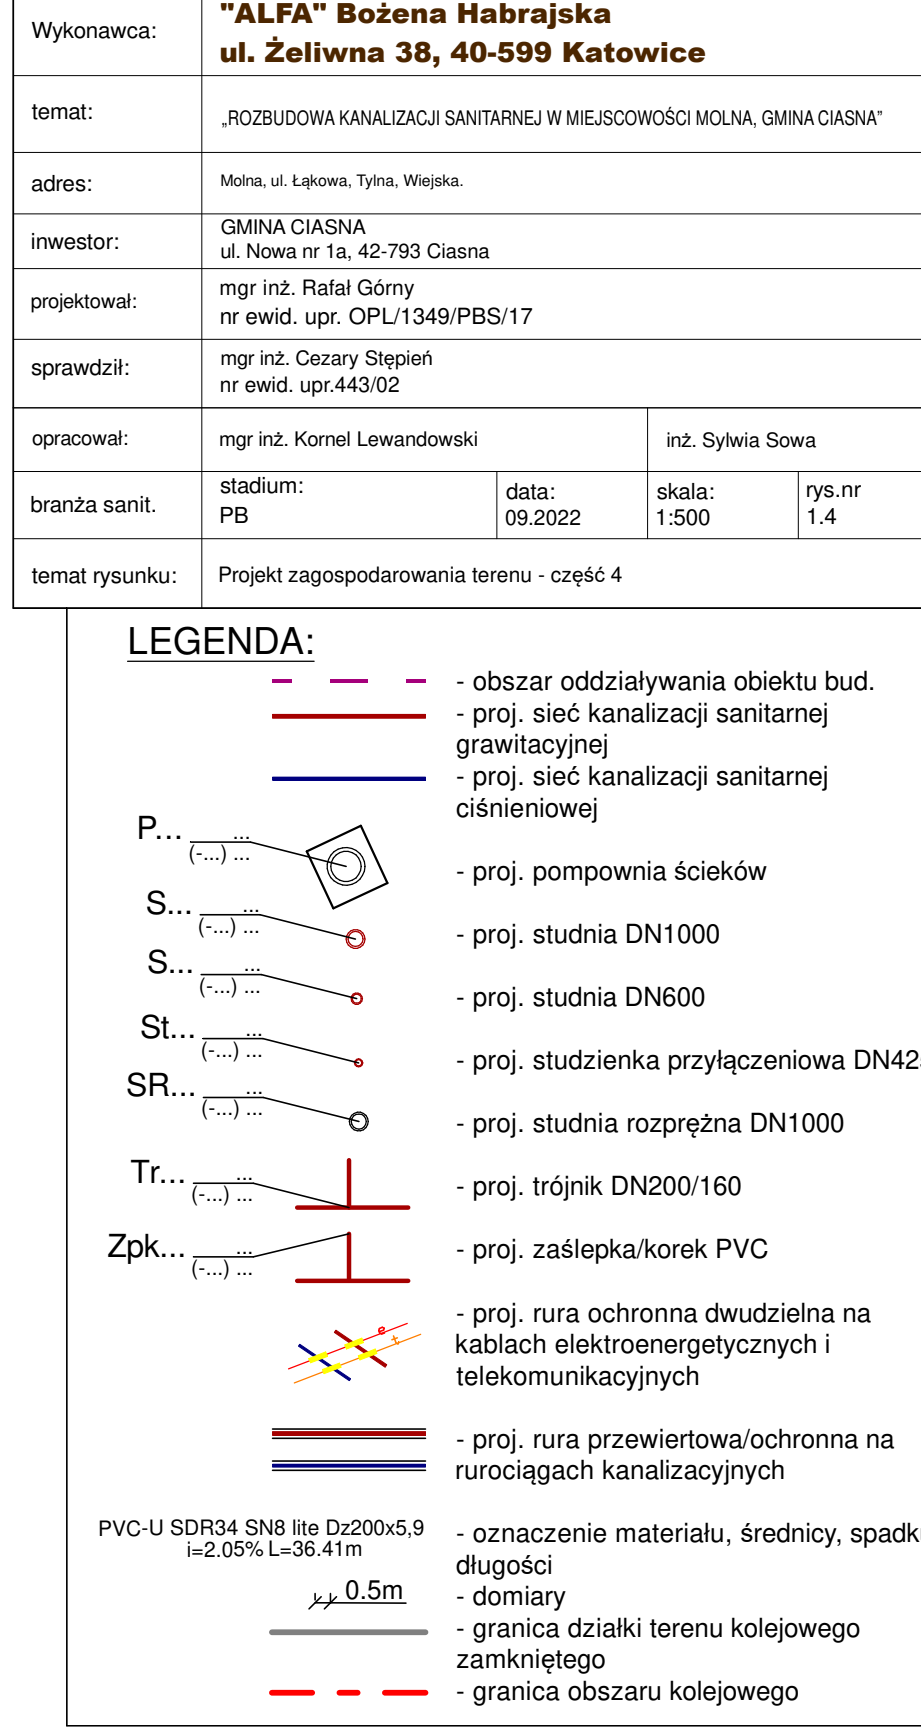 Wykonawca:
"ALFA" Bożena Habrajska
ul. Żeliwna 38, 40-599 Katowice
temat:
„ROZBUDOWA KANALIZACJI SANITARNEJ W MIEJSCOWOŚCI MOLNA, GMINA CIASNA”
adres:
Molna, ul. Łąkowa, Tylna, Wiejska.
inwestor:
GMINA CIASNA
ul. Nowa nr 1a, 42-793 Ciasna
projektował:
mgr inż. Rafał Górny
nr ewid. upr. OPL/1349/PBS/17
sprawdził:
mgr inż. Cezary Stępień
nr ewid. upr.443/02
opracował:
mgr inż. Kornel Lewandowski
inż. Sylwia Sowa
branża sanit.
stadium:
PB
data:
09.2022
skala:
1:500
rys.nr
1.4
temat rysunku:
Projekt zagospodarowania terenu - część 4
LEGENDA:
- obszar oddziaływania obiektu bud.
- proj. sieć kanalizacji sanitarnej
grawitacyjnej
- proj. sieć kanalizacji sanitarnej
ciśnieniowej
P... ...
(-...) ...
- proj. pompownia ścieków
S... ...
(-...) ...
- proj. studnia DN1000
S... ...
(-...) ...
- proj. studnia DN600
St... ...
(-...) ...
- proj. studzienka przyłączeniowa
SR... ...
(-...) ...
- proj. studnia rozprężna DN1000
Tr... ...
(-...) ...
- proj. trójnik DN200/160
Zpk... ...
(-...) ...
- proj. zaślepka/korek PVC
e
t
- proj. rura ochronna dwudzielna na
kablach elektroenergetycznych i
telekomunikacyjnych
- proj. rura przewiertowa/ochronna na
rurociągach kanalizacyjnych
PVC-U SDR34 SN8 lite Dz200x5,9
i=2.05% L=36.41m
- oznaczenie materiału, średnicy,
długości
0.5m
- domiary
- granica działki terenu kolejowego
zamkniętego
- granica obszaru kolejowego